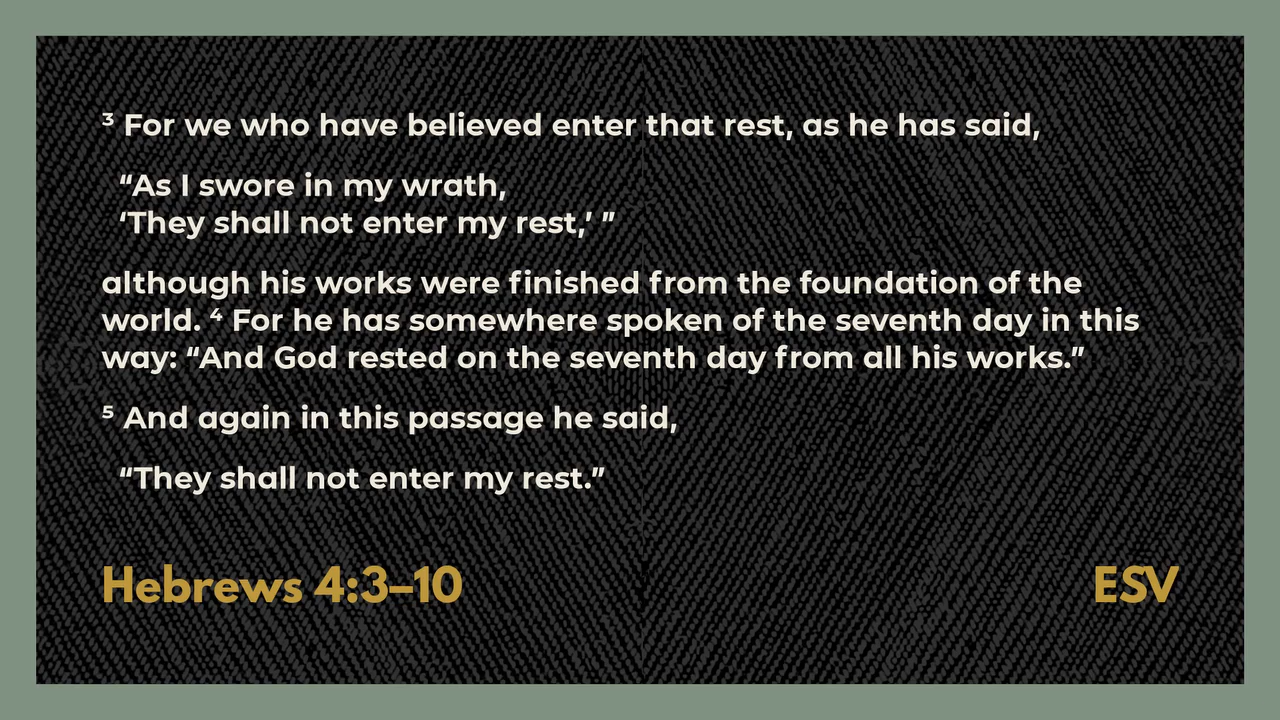 ³ For we who have believed enter that rest, as he has said,
“As I swore in my wrath,
‘They shall not enter my rest,’ ”
although his works were finished from the foundation of the
world. ⁴ For he has somewhere spoken of the seventh day in this
way: “And God rested on the seventh day from all his works.”
⁵ And again in this passage he said,
“They shall not enter my rest.”
Hebrews 4:3–10
ESV